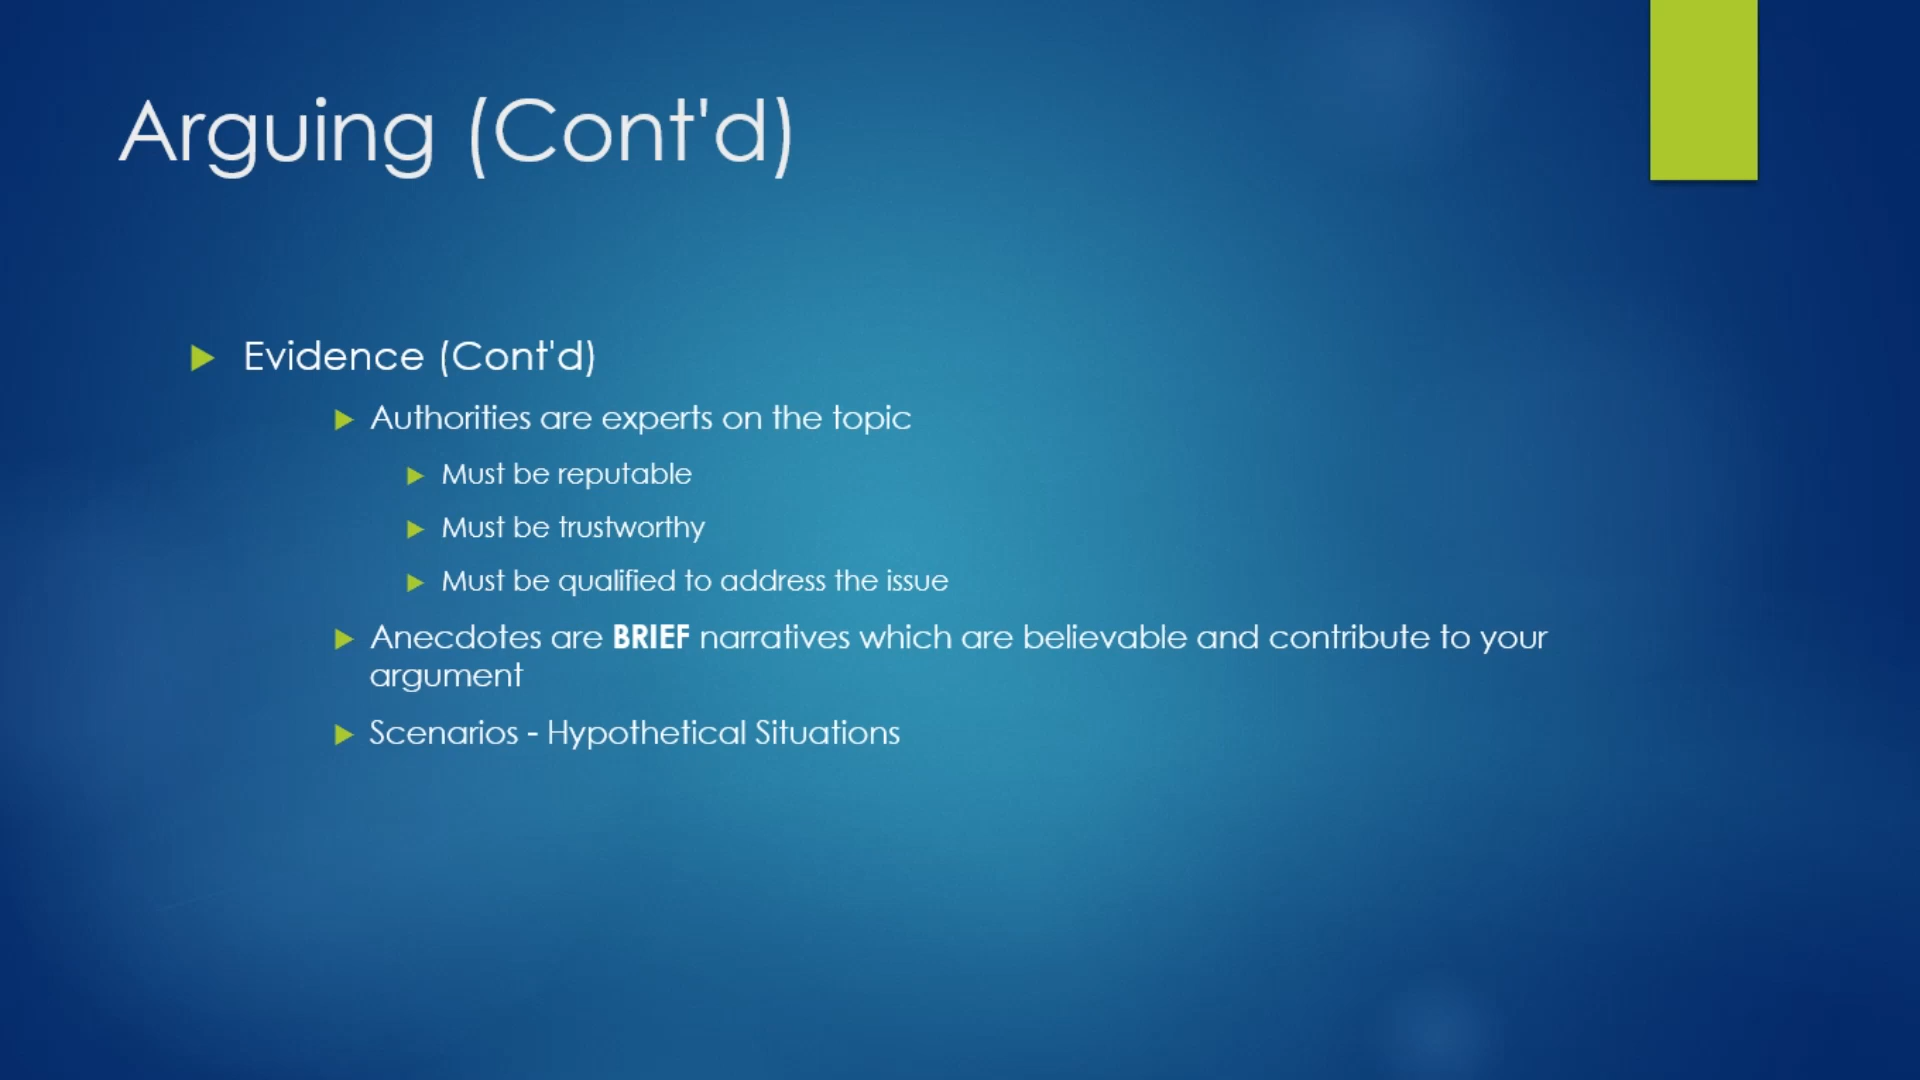 Arguing (Cont'd)
Evidence (Cont'd)
Authorities are experts on the topic
Must be reputable
Must be trustworthy
Must be qualified to address the issue
Anecdotes are BRIEF narratives which are believable and contribute to your
argument
Scenarios - Hypothetical Situations